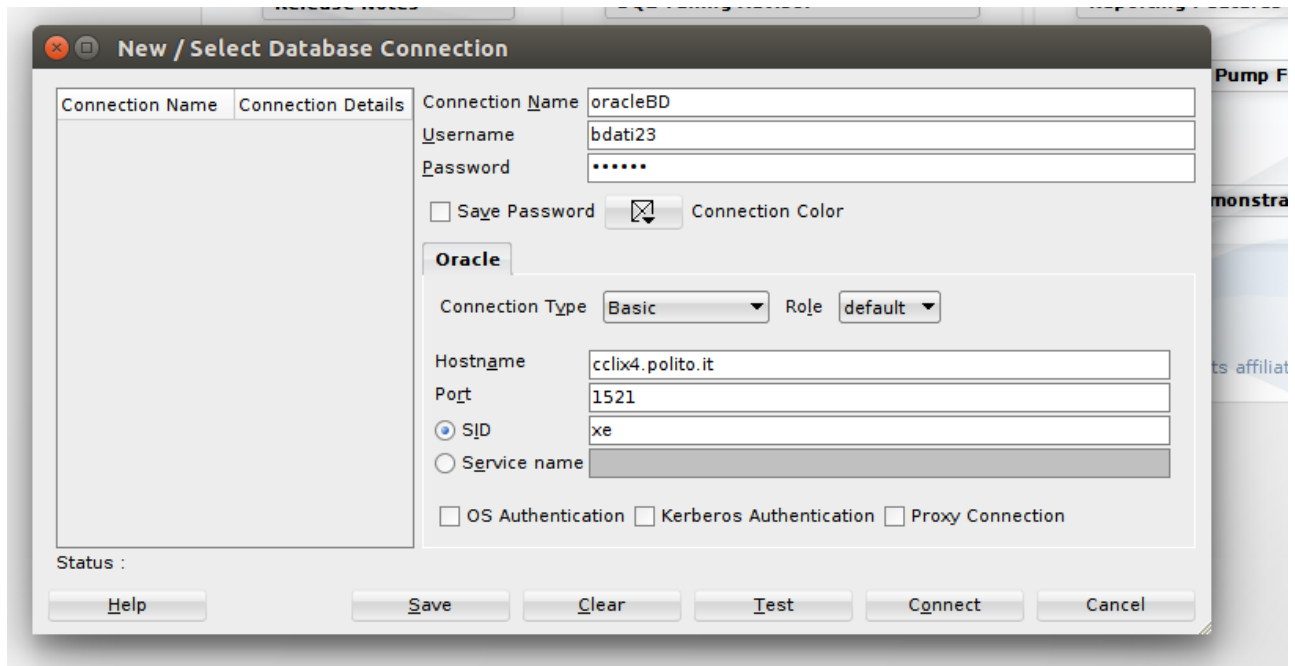 New / Select Database Connection
Pump F
Connection Name Connection Details
Connection Name oracleBD
Username bdati23
Password ••••••
Save Password Connection Color
monstra
Oracle
Connection Type Basic Role default
Hostname cclix4.polito.it
ts affiliat
Port 1521
SID xe
Service name
OS Authentication Kerberos Authentication Proxy Connection
Status :
Help Save Clear Test Connect Cancel